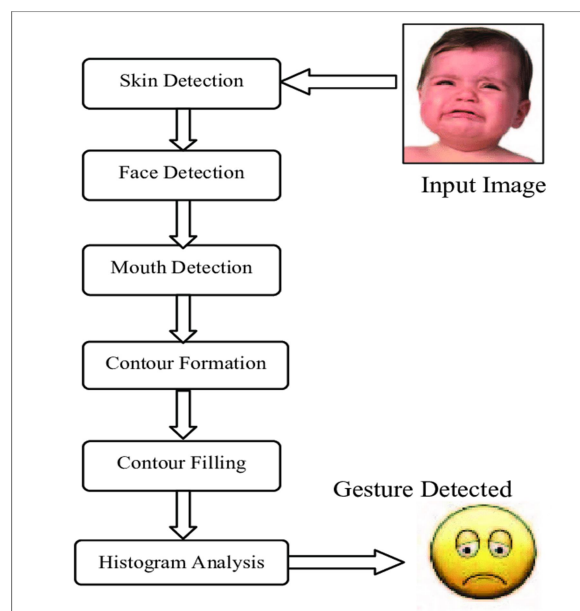 Skin Detection
Input Image
Face Detection
Mouth Detection
Contour Formation
Contour Filling
Gesture Detected
Histogram Analysis